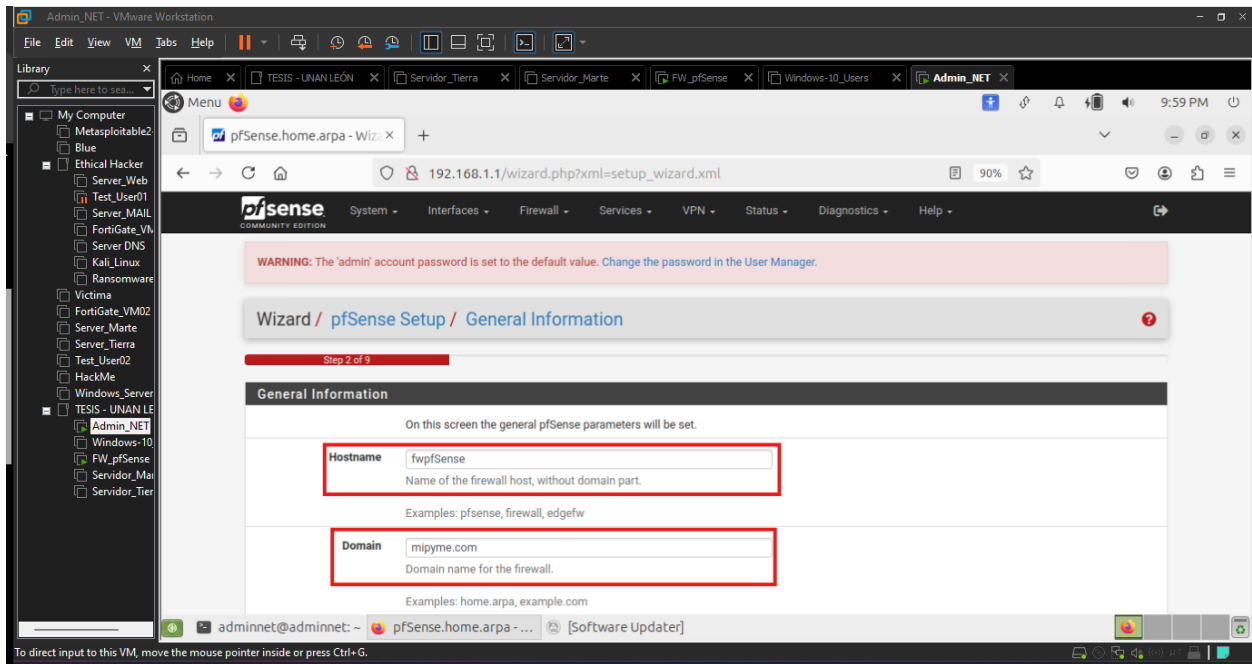 Admin_NET - VMware Workstation
File Edit View VM Tabs Help
Library
Type here to sea...
My Computer
Metasploitable2-
Blue
Ethical Hacker
Server_Web
Test_User01
Server_MAIL
FortiGate_VM
Server DNS
Kali_Linux
Ransomware
Victima
FortiGate_VM02
Server_Marte
Server_Tierra
Test_User02
HackMe
Windows_Server
TESIS - UNAN LE
Admin_NET
Windows-10_
FW_pfSense
Servidor_Mar
Servidor_Tier
Home TESIS - UNAN LEÓN Servidor_Tierra Servidor_Marte FW_pfSense Windows-10_Users Admin_NET
Menu 9:59 PM
pfSense.home.arpa - Wiz
192.168.1.1/wizard.php?xml=setup_wizard.xml 90%
pfsense System Interfaces Firewall Services VPN Status Diagnostics Help
COMMUNITY EDITION
WARNING: The 'admin' account password is set to the default value. Change the password in the User Manager.
Wizard / pfSense Setup / General Information
Step 2 of 9
General Information
On this screen the general pfSense parameters will be set.
Hostname fwpfSense
Name of the firewall host, without domain part.
Examples: pfsense, firewall, edgefw
Domain mipyme.com
Domain name for the firewall.
Examples: home.arpa, example.com
adminnet@adminnet: ~ pfSense.home.arpa - ... [Software Updater]
To direct input to this VM, move the mouse pointer inside or press Ctrl+G.